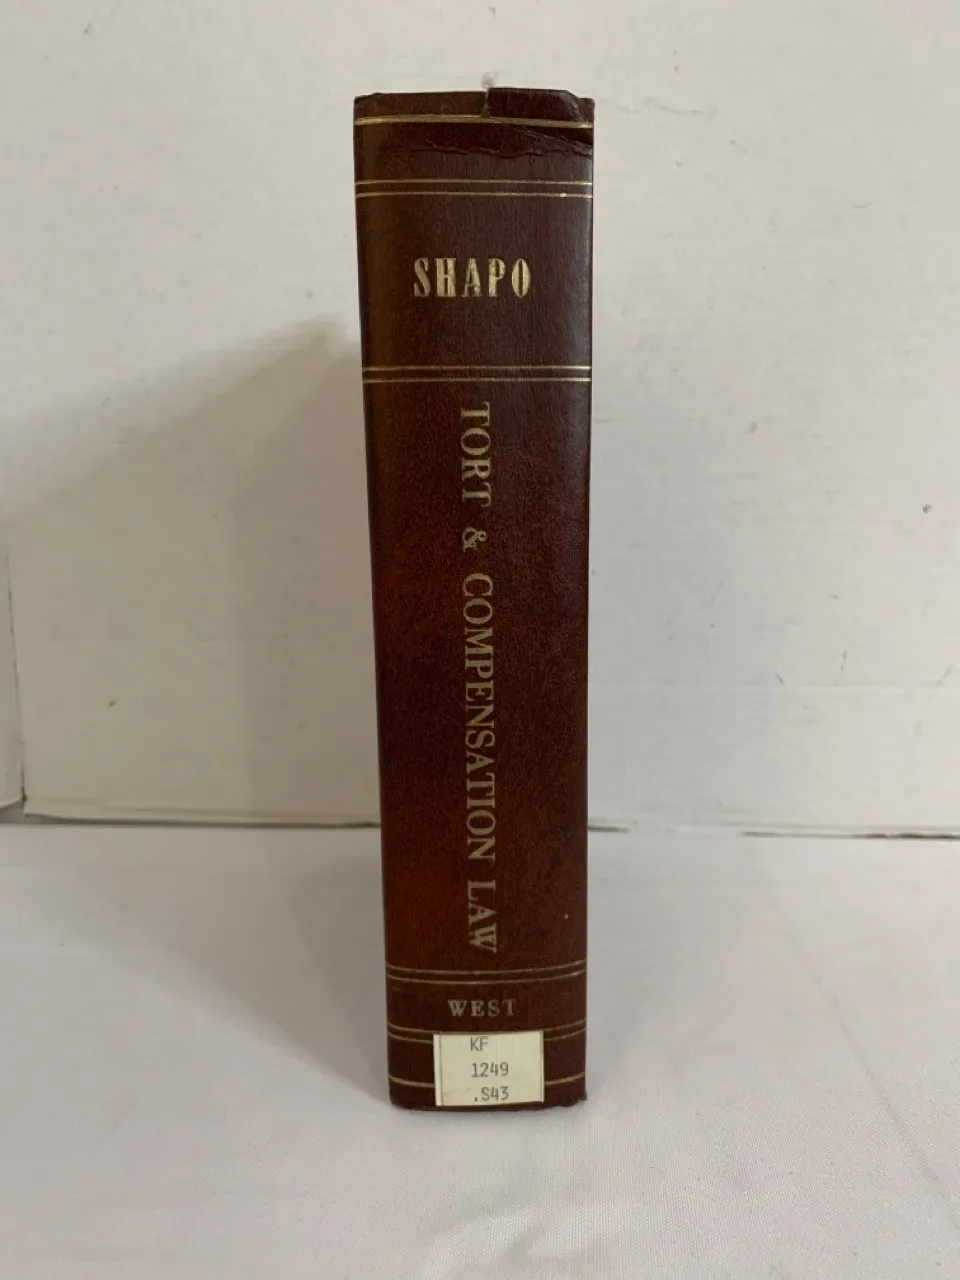 SHAPO
TORT & COMPENSATION LAW
WEST
KF
1249
.S43